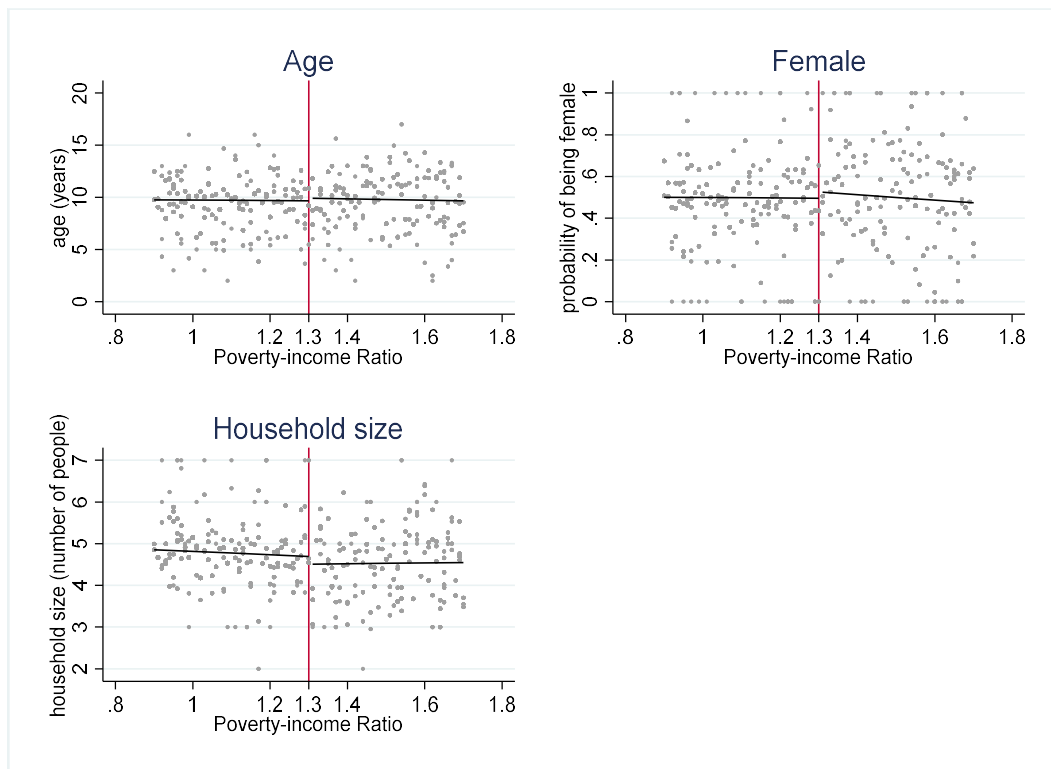 Age
age (years)
20
15
10
5
0
.8 1 1.2 1.3 1.4 1.6 1.8
Poverty-income Ratio
Female
probability of being female
1
.8
.6
.4
.2
0
.8 1 1.2 1.3 1.4 1.6 1.8
Poverty-income Ratio
Household size
household size (number of people)
7
6
5
4
3
2
.8 1 1.2 1.3 1.4 1.6 1.8
Poverty-income Ratio